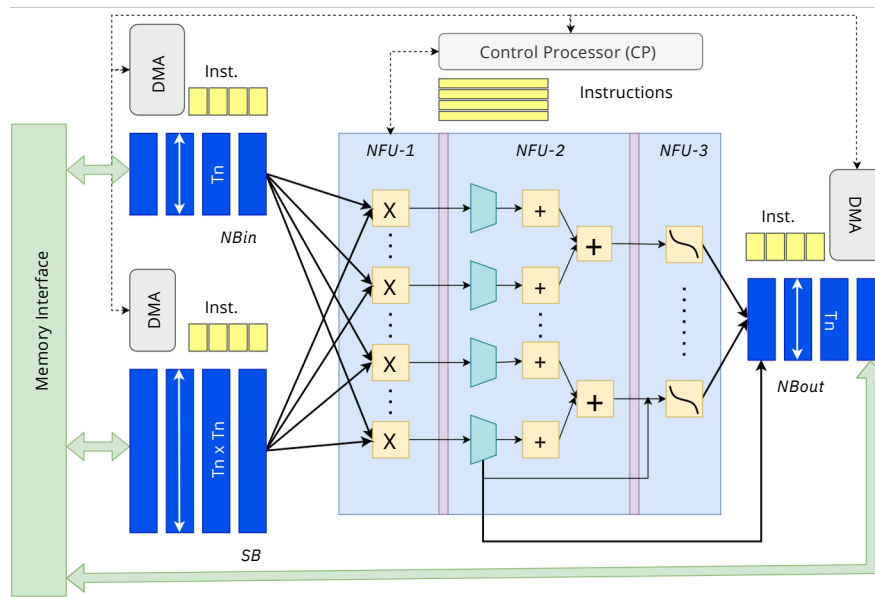 Control Processor (CP)
DMA
Inst.
Instructions
NFU-1
NFU-2
NFU-3
Tn
NBin
X
+
+
DMA
Inst.
X
+
Memory Interface
DMA
Inst.
Tn
NBout
X
+
+
X
+
Tn x Tn
SB